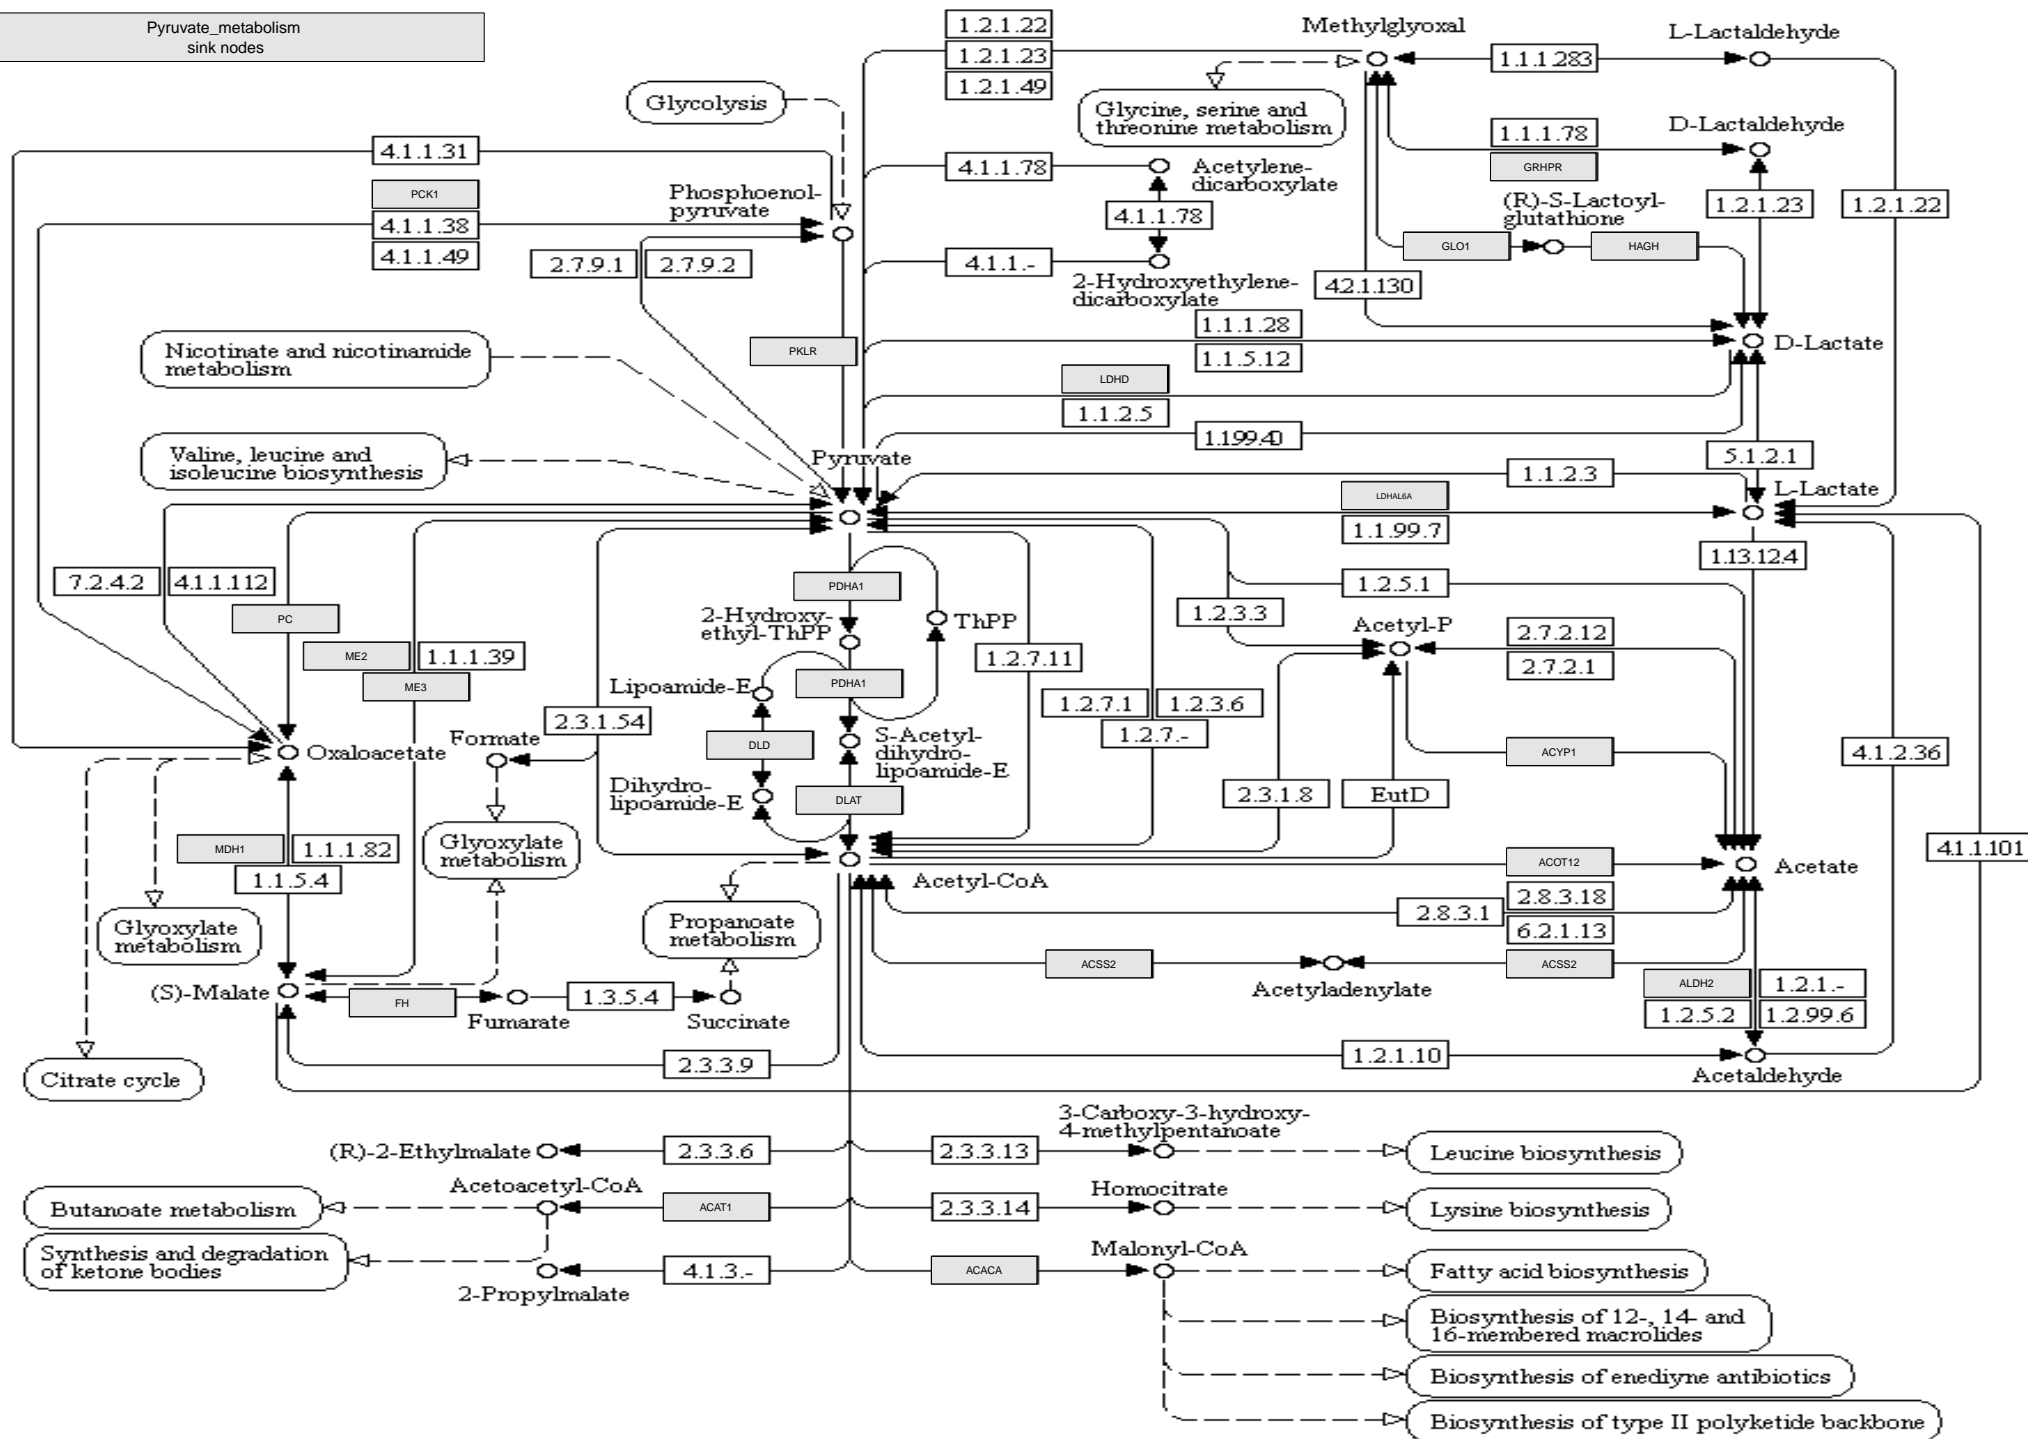 Pyruvate_metabolism
sink nodes
1.2.1.22
1.2.1.23
1.2.1.49
Methylglyoxal
1.1.1.283
L-Lactaldehyde
Glycolysis
Glycine, serine and
threonine metabolism
1.1.1.78
GRHPR
D-Lactaldehyde
4.1.1.31
PCK1
4.1.1.38
4.1.1.49
Phosphoenol-
pyruvate
4.1.1.78
Acetylene-
dicarboxylate
4.1.1.78
(R)-S-Lactoyl-
glutathione
1.2.1.23
1.2.1.22
GLO1
HAGH
2.7.9.1
2.7.9.2
4.1.1.-
2-Hydroxyethylene-
dicarboxylate
4.2.1.130
Nicotinate and nicotinamide
metabolism
PKLR
1.1.1.28
1.1.5.12
D-Lactate
LDHD
1.1.2.5
Valine, leucine and
isoleucine biosynthesis
Pyruvate
1.1.99.40
5.1.2.1
1.1.2.3
L-Lactate
LDHAL6A
1.1.99.7
1.13.12.4
7.2.4.2
4.1.1.112
PC
PDHA1
1.2.5.1
1.2.3.3
2-Hydroxy-
ethyl-ThPP
ThPP
Acetyl-P
2.7.2.12
2.7.2.1
ME2
1.1.1.39
ME3
1.2.7.11
Lipoamide-E
PDHA1
1.2.7.1
1.2.3.6
1.2.7.-
2.3.1.54
Formate
Oxaloacetate
DLD
S-Acetyl-
dihydro-
lipoamide-E
ACYP1
4.1.2.36
Dihydro-
lipoamide-E
DLAT
2.3.1.8
EutD
MDH1
1.1.1.82
1.1.5.4
Glyoxylate
metabolism
4.1.1.101
Acetyl-CoA
ACOT12
Acetate
2.8.3.18
2.8.3.1
6.2.1.13
Glyoxylate
metabolism
Propanoate
metabolism
ACSS2
ACSS2
Acetyladenylate
(S)-Malate
FH
Fumarate
1.3.5.4
Succinate
ALDH2
1.2.1.-
1.2.5.2
1.2.99.6
Citrate cycle
2.3.3.9
1.2.1.10
Acetaldehyde
3-Carboxy-3-hydroxy-
4-methylpentanoate
(R)-2-Ethylmalate
2.3.3.6
2.3.3.13
Leucine biosynthesis
Acetoacetyl-CoA
Butanoate metabolism
ACAT1
2.3.3.14
Homocitrate
Lysine biosynthesis
Synthesis and degradation
of ketone bodies
4.1.3.-
2-Propylmalate
ACACA
Malonyl-CoA
Fatty acid biosynthesis
Biosynthesis of 12-, 14- and
16-membered macrolides
Biosynthesis of enediyne antibiotics
Biosynthesis of type II polyketide backbone